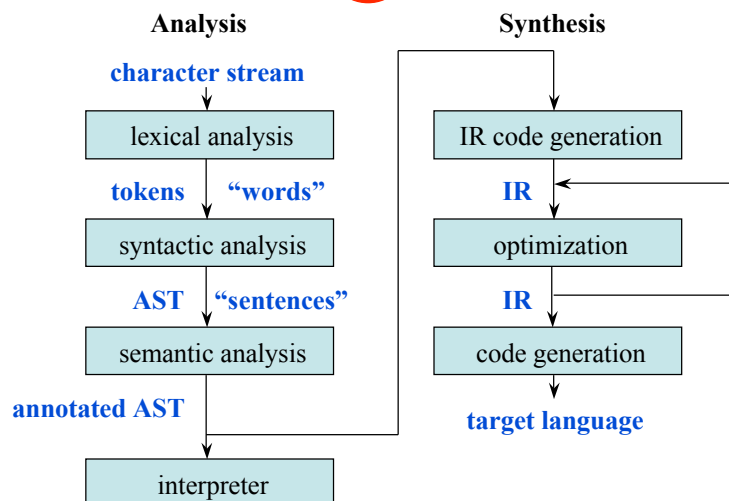 Analysis
character stream
lexical analysis
tokens “words”
syntactic analysis
AST “sentences”
semantic analysis
annotated AST
interpreter
Synthesis
IR code generation
IR
optimization
IR
code generation
target language